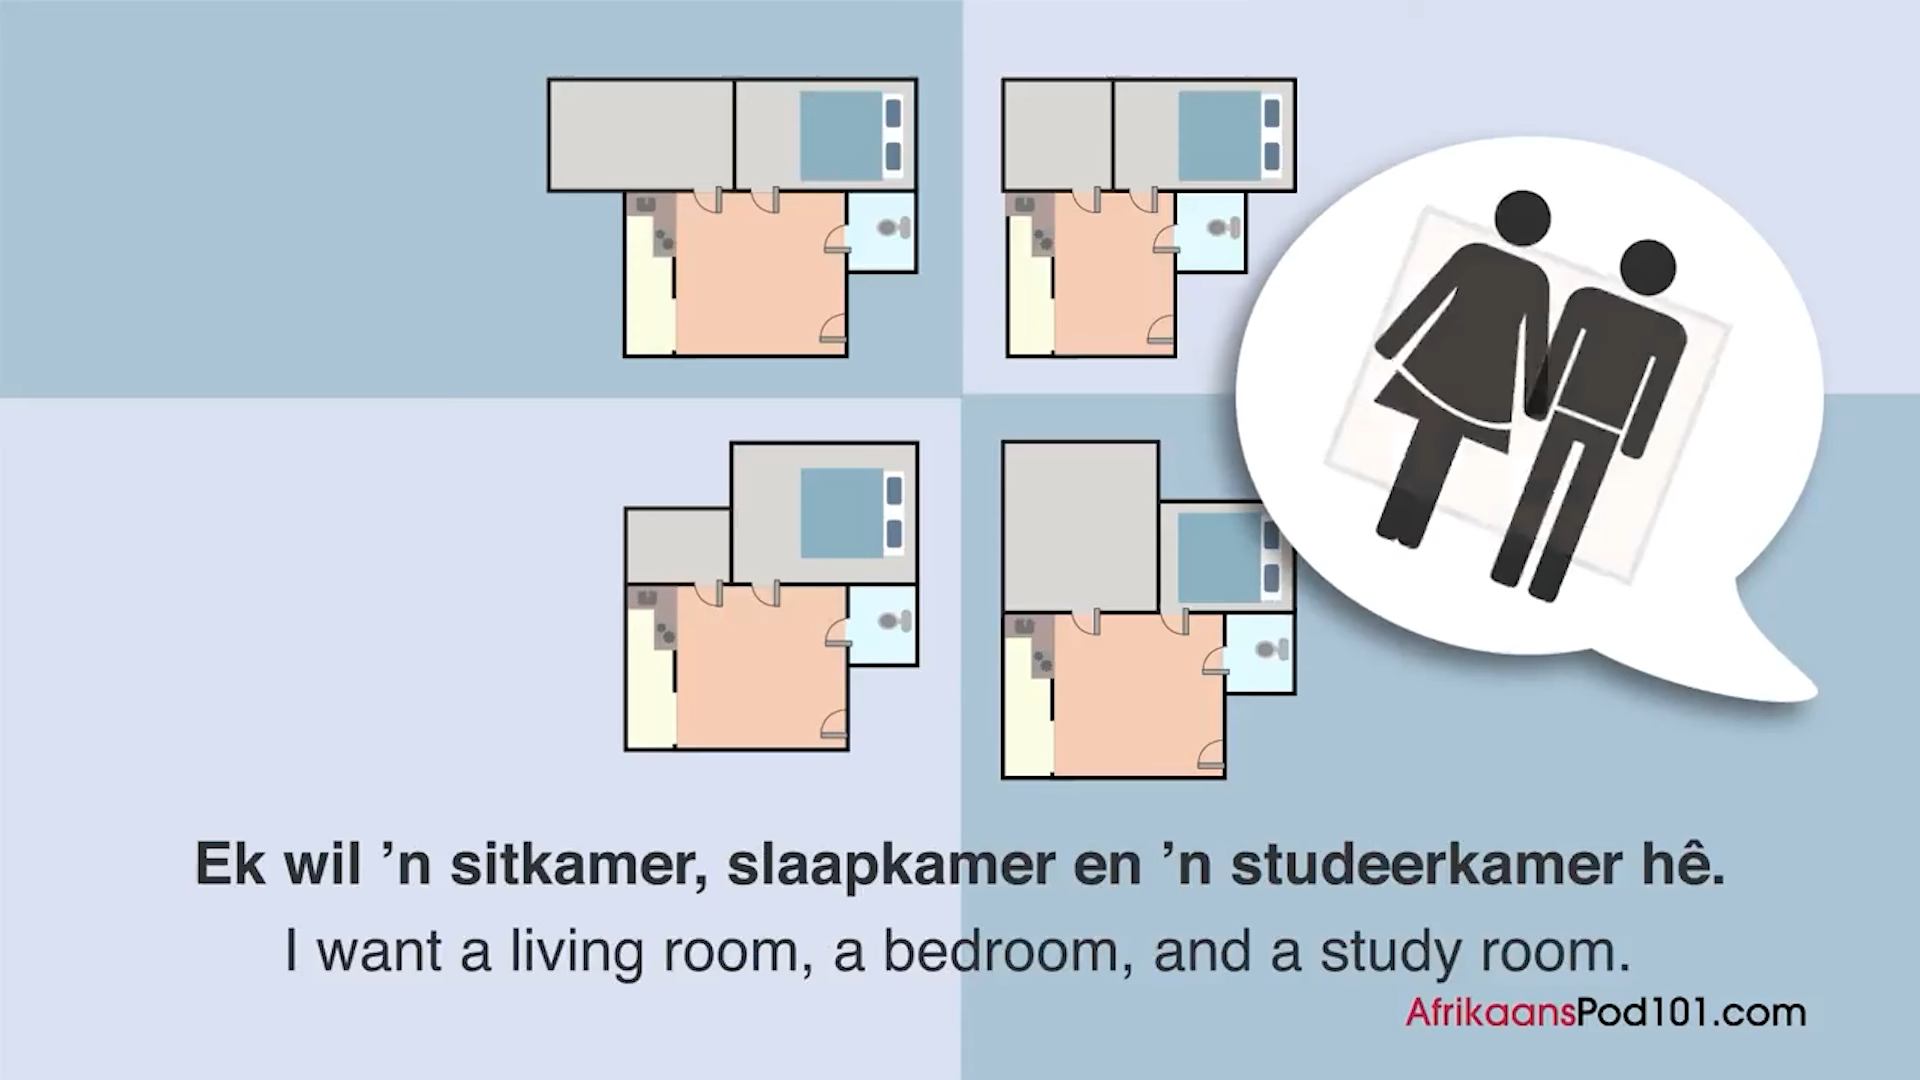 Ek wil ’n sitkamer, slaapkamer en ’n studeerkamer hê.
I want a living room, a bedroom, and a study room.
AfrikaansPod101.com